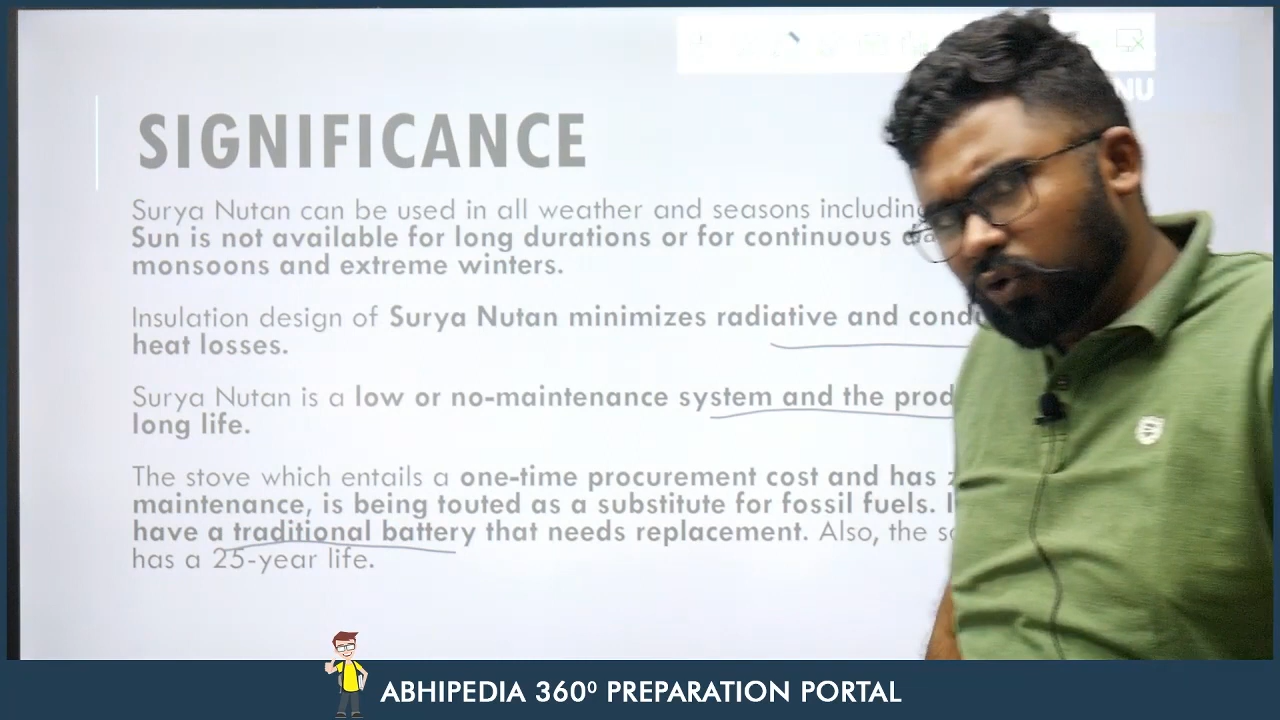 NU
SIGNIFICANCE
Surya Nutan can be used in all weather and seasons including
Sun is not available for long durations or for continuous
monsoons and extreme winters.
Insulation design of Surya Nutan minimizes radiative and
heat losses.
Surya Nutan is a low or no-maintenance system and the
long life.
The stove which entails a one-time procurement cost and has
maintenance, is being touted as a substitute for fossil fuels.
have a traditional battery that needs replacement. Also, the
has a 25-year life.
ABHIPEDIA 360º PREPARATION PORTAL